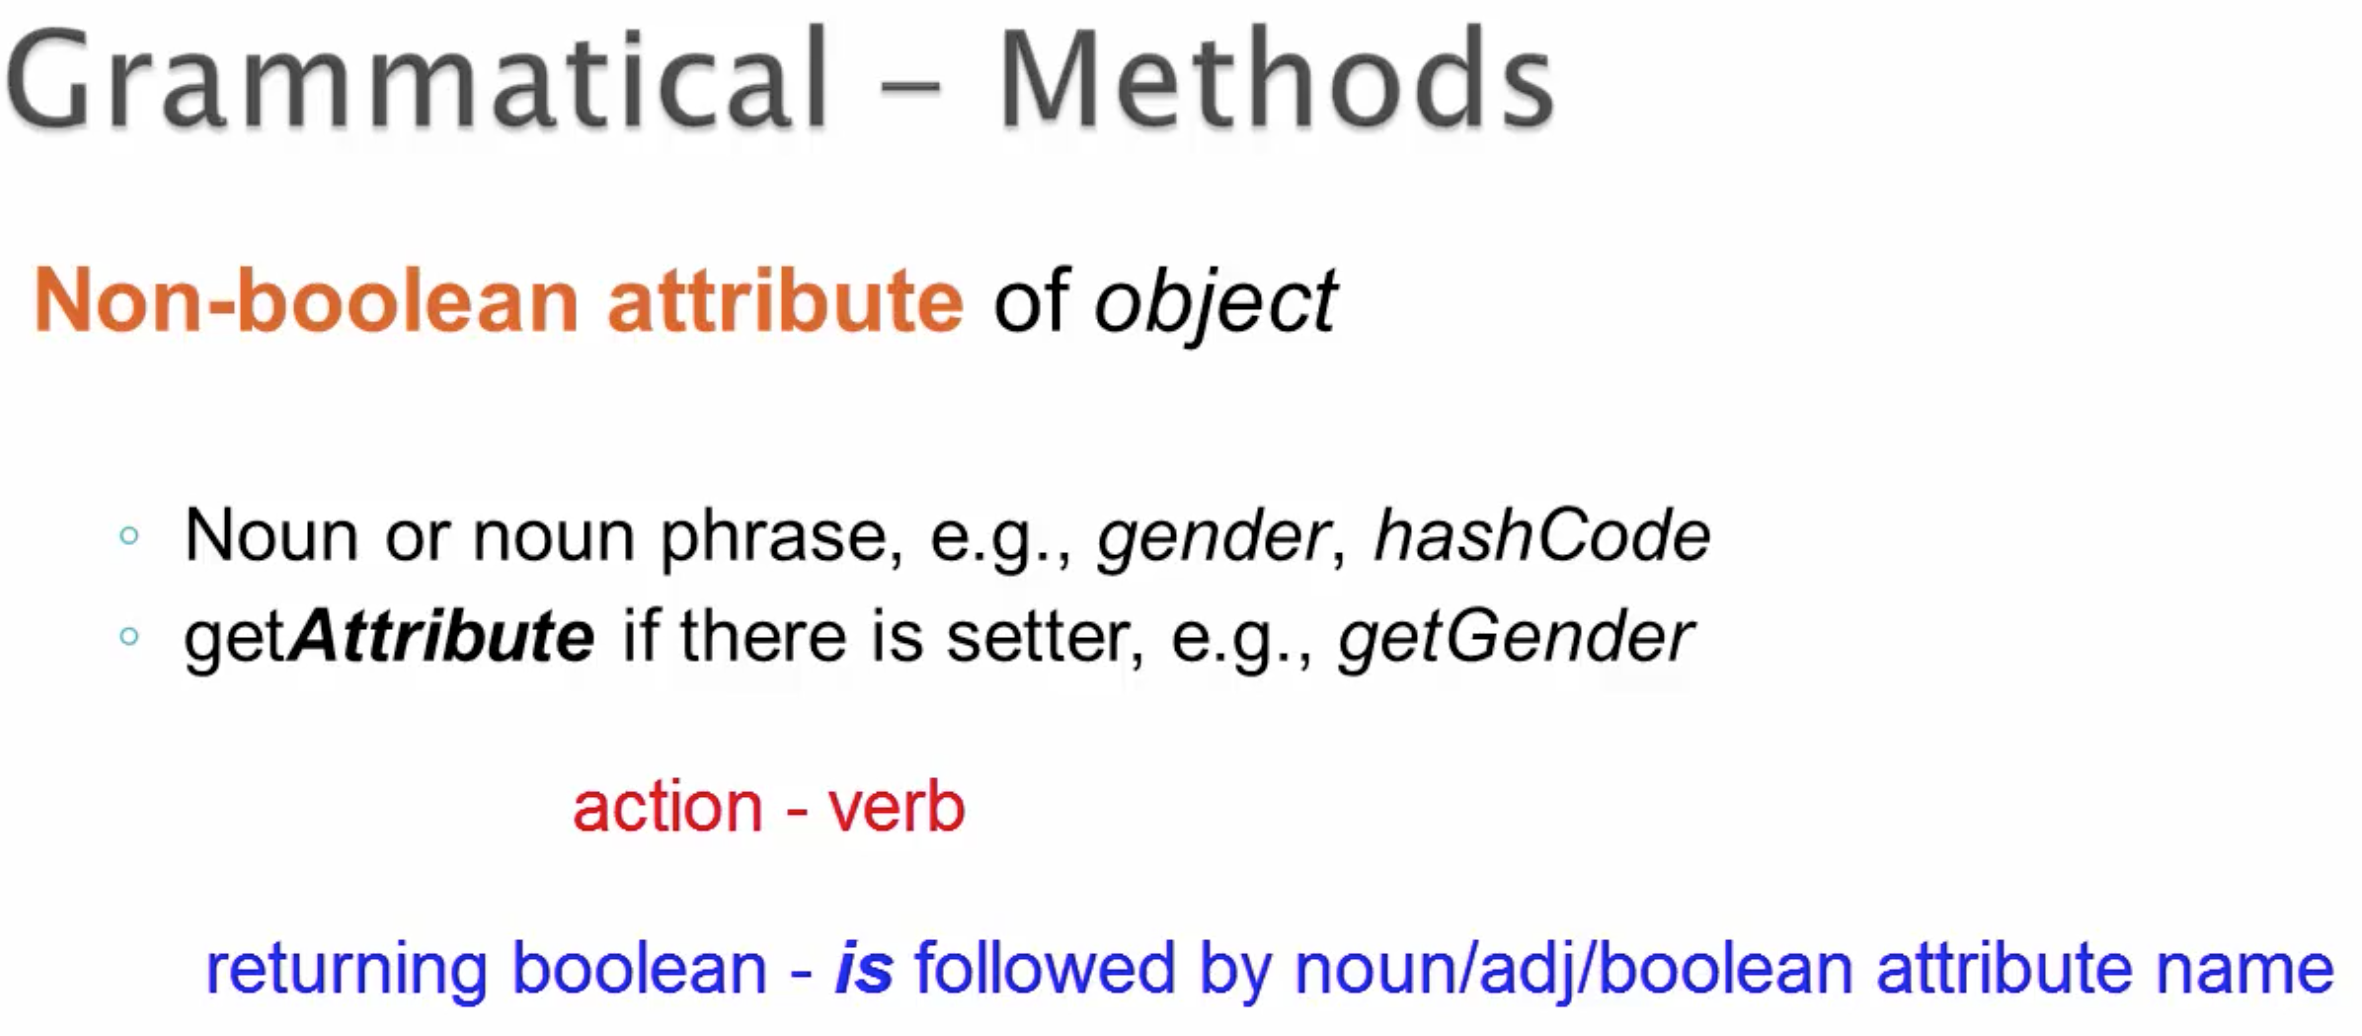 Grammatical – Methods
Non-boolean attribute of object
◦ Noun or noun phrase, e.g., gender, hashCode
◦ getAttribute if there is setter, e.g., getGender
action - verb
returning boolean - is followed by noun/adj/boolean attribute name